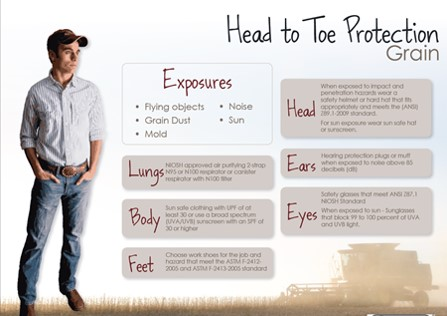 Head to Toe Protection
Grain
Exposures
• Flying objects
• Grain Dust
• Mold
• Noise
• Sun
Head
When exposed to impact and
penetration hazards wear a
safety helmet or hard hat that fits
appropriately and meets the (ANSI)
Z89.1-2009 standard.
For sun exposure wear sun safe hat
or sunscreen.
Lungs
NIOSH approved air purifying 2-strap
N95 or N100 respirator or canister
respirator with N100 filter
Ears
Hearing protection plugs or muff
when exposed to noise above 85
decibels (dB)
Body
Sun safe clothing with UPF of at
least 30 or use a broad spectrum
(UVA/UVB) sunscreen with an SPF of
30 or higher
Eyes
Safety glasses that meet ANSI Z87.1
NIOSH Standard
When exposed to sun - Sunglasses
that block 99 to 100 percent of UVA
and UVB light.
Feet
Choose work shoes for the job and
hazard that meet the ASTM F-2412-
2005 and ASTM F-2413-2005 standard